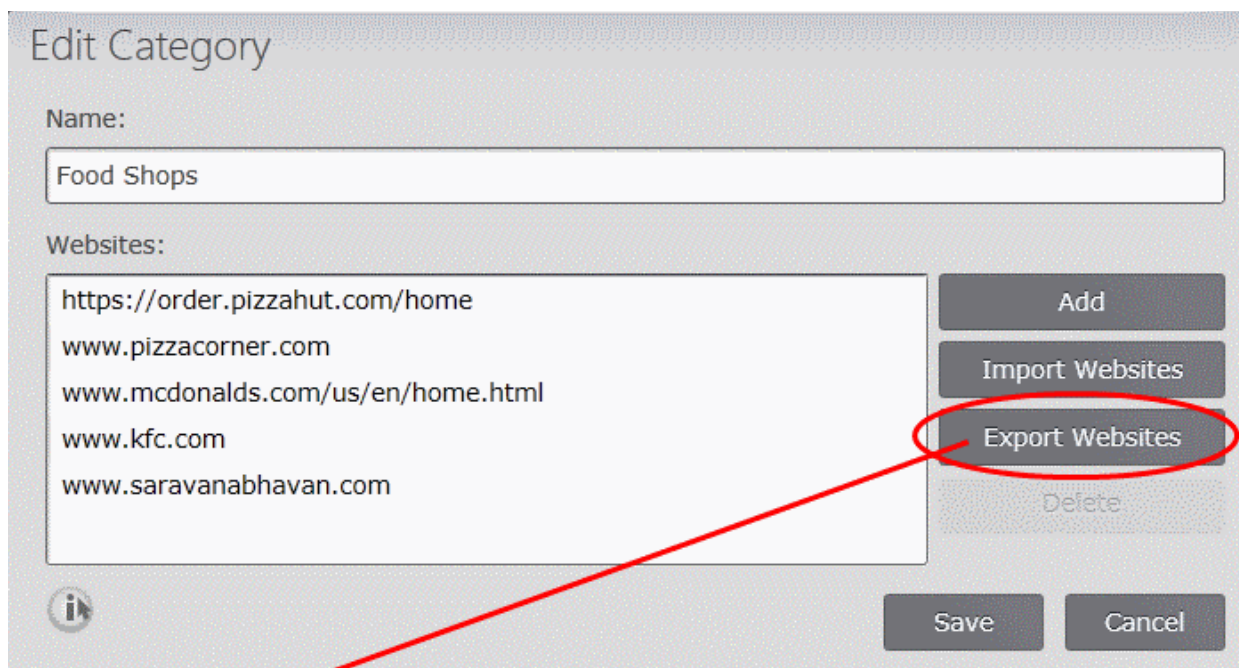 Edit Category
Name:
Food Shops
Websites:
https://order.pizzahut.com/home
www.pizzacorner.com
www.mcdonalds.com/us/en/home.html
www.kfc.com
www.saravanabhavan.com
Add
Import Websites
Export Websites
Delete
Save
Cancel